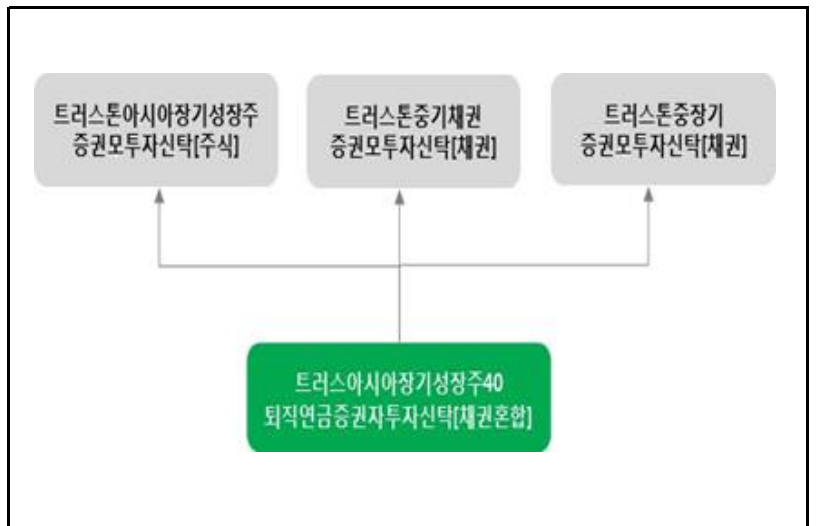 트러스톤아시아장기성장주
증권모투자신탁[주식]
트러스톤중기채권
증권모투자신탁[채권]
트러스톤중장기
증권모투자신탁[채권]
트러스아시아장기성장주40
퇴직연금증권자투자신탁[채권혼합]